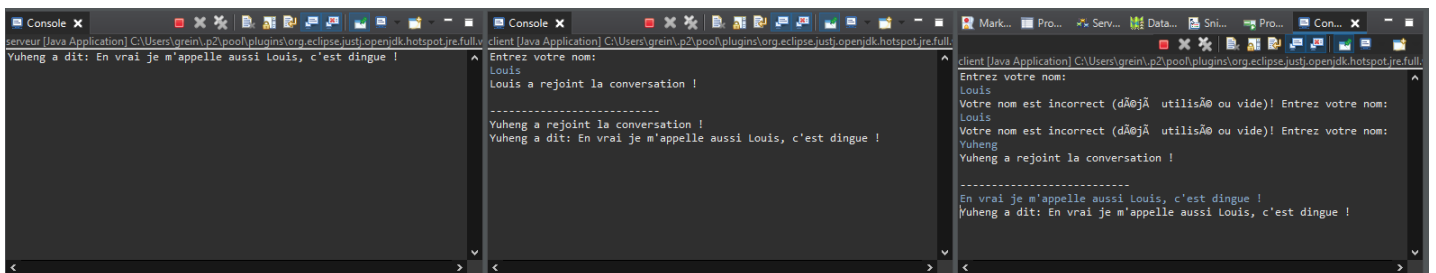 Console
serveur [Java Application] C:\Users\grein\.p2\pool\plugins\org.eclipse.justj.openjdk.hotspot.jre.full.v
Yuheng a dit: En vrai je m'appelle aussi Louis, c'est dingue !
Console
client [Java Application] C:\Users\grein\.p2\pool\plugins\org.eclipse.justj.openjdk.hotspot.jre.full.
Entrez votre nom:
Louis
Louis a rejoint la conversation !
---------------------------
Yuheng a rejoint la conversation !
Yuheng a dit: En vrai je m'appelle aussi Louis, c'est dingue !
Mark... Pro... Serv... Data... Sni... Pro... Con...
client [Java Application] C:\Users\grein\.p2\pool\plugins\org.eclipse.justj.openjdk.hotspot.jre.full.
Entrez votre nom:
Louis
Votre nom est incorrect (dÃ©jÃ  utilisÃ© ou vide)! Entrez votre nom:
Louis
Votre nom est incorrect (dÃ©jÃ  utilisÃ© ou vide)! Entrez votre nom:
Yuheng
Yuheng a rejoint la conversation !
---------------------------
En vrai je m'appelle aussi Louis, c'est dingue !
Yuheng a dit: En vrai je m'appelle aussi Louis, c'est dingue !